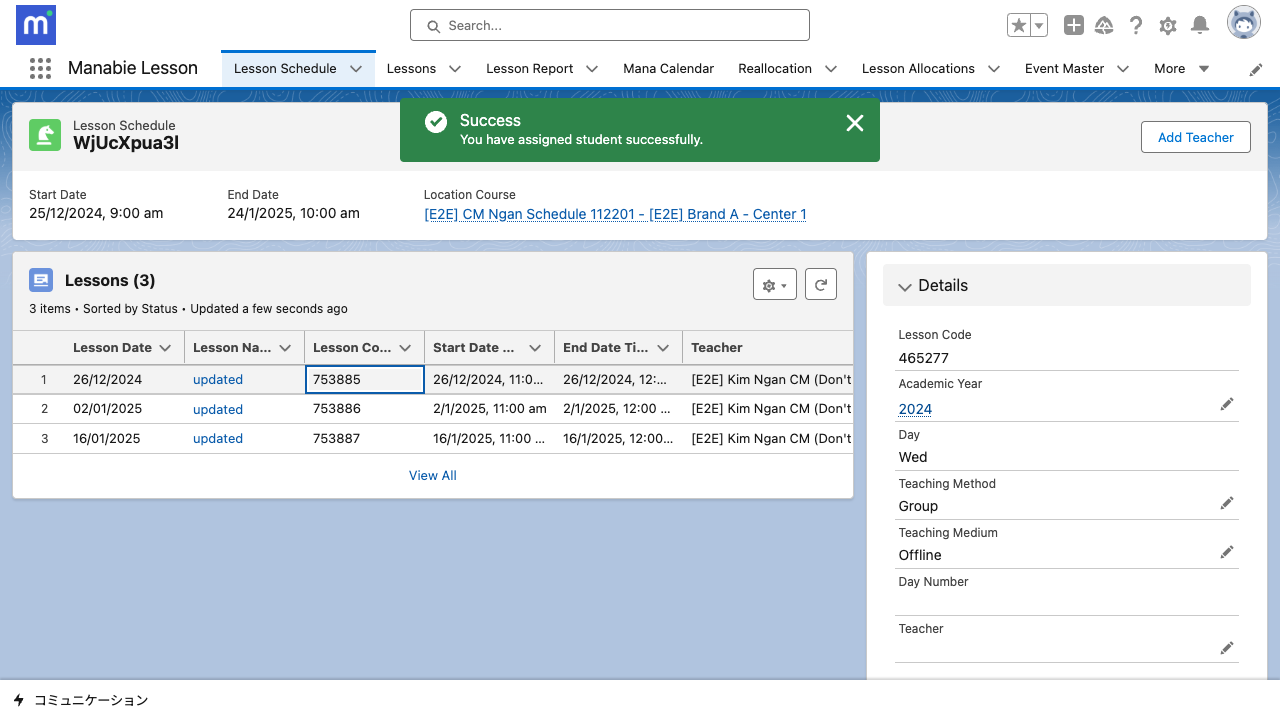 Search...
Manabie Lesson
Lesson Schedule
Lessons
Lesson Report
Mana Calendar
Reallocation
Lesson Allocations
Event Master
More
Success
You have assigned student successfully.
Lesson Schedule
WjUcXpua3l
Add Teacher
Start Date
25/12/2024, 9:00 am
End Date
24/1/2025, 10:00 am
Location Course
[E2E] CM Ngan Schedule 112201 - [E2E] Brand A - Center 1
Lessons (3)
3 items • Sorted by Status • Updated a few seconds ago
Lesson Date Lesson Na... Lesson Co... Start Date ... End Date Ti... Teacher
1 26/12/2024 updated 753885 26/12/2024, 11:0... 26/12/2024, 12:... [E2E] Kim Ngan CM (Don't
2 02/01/2025 updated 753886 2/1/2025, 11:00 am 2/1/2025, 12:00 ... [E2E] Kim Ngan CM (Don't
3 16/01/2025 updated 753887 16/1/2025, 11:00 ... 16/1/2025, 12:00... [E2E] Kim Ngan CM (Don't
View All
Details
Lesson Code
465277
Academic Year
2024
Day
Wed
Teaching Method
Group
Teaching Medium
Offline
Day Number
Teacher
コミュニケーション